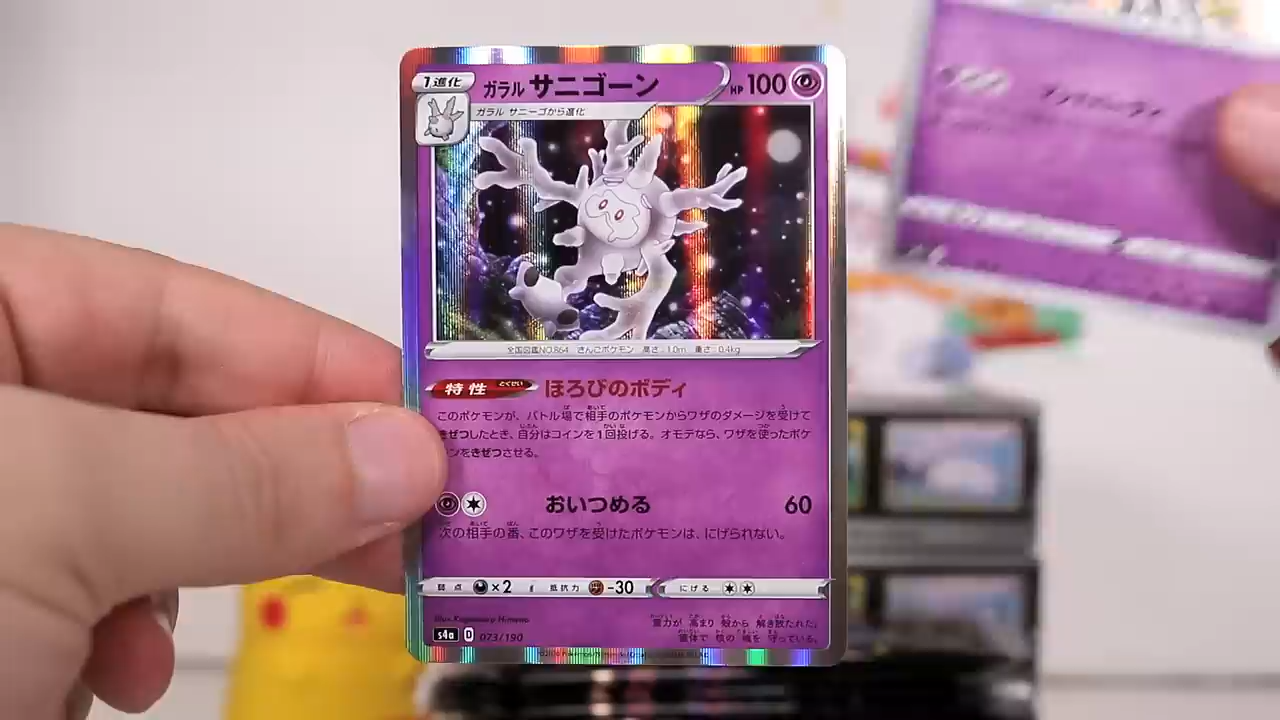 1進化
ガラル サニゴーン
HP 100
ガラル サニーゴから進化
全国図鑑NO.864 さんごポケモン 高さ:1.0m 重さ:0.4kg
特性 とくせい ほろびのボディ
このポケモンが、バトル場で相手のポケモンからワザのダメージを受けて
きぜつしたとき、自分はコインを1回投げる。オモテなら、ワザを使ったポケ
ンをきぜつさせる。
おいつめる 60
次の相手の番、このワザを受けたポケモンは、にげられない。
弱点 ×2 抵抗力 -30 にげる
霊力が 高まり 殻から 解き放たれた。
霊体で 核の 魂を 守っている。
s4a D 073/190